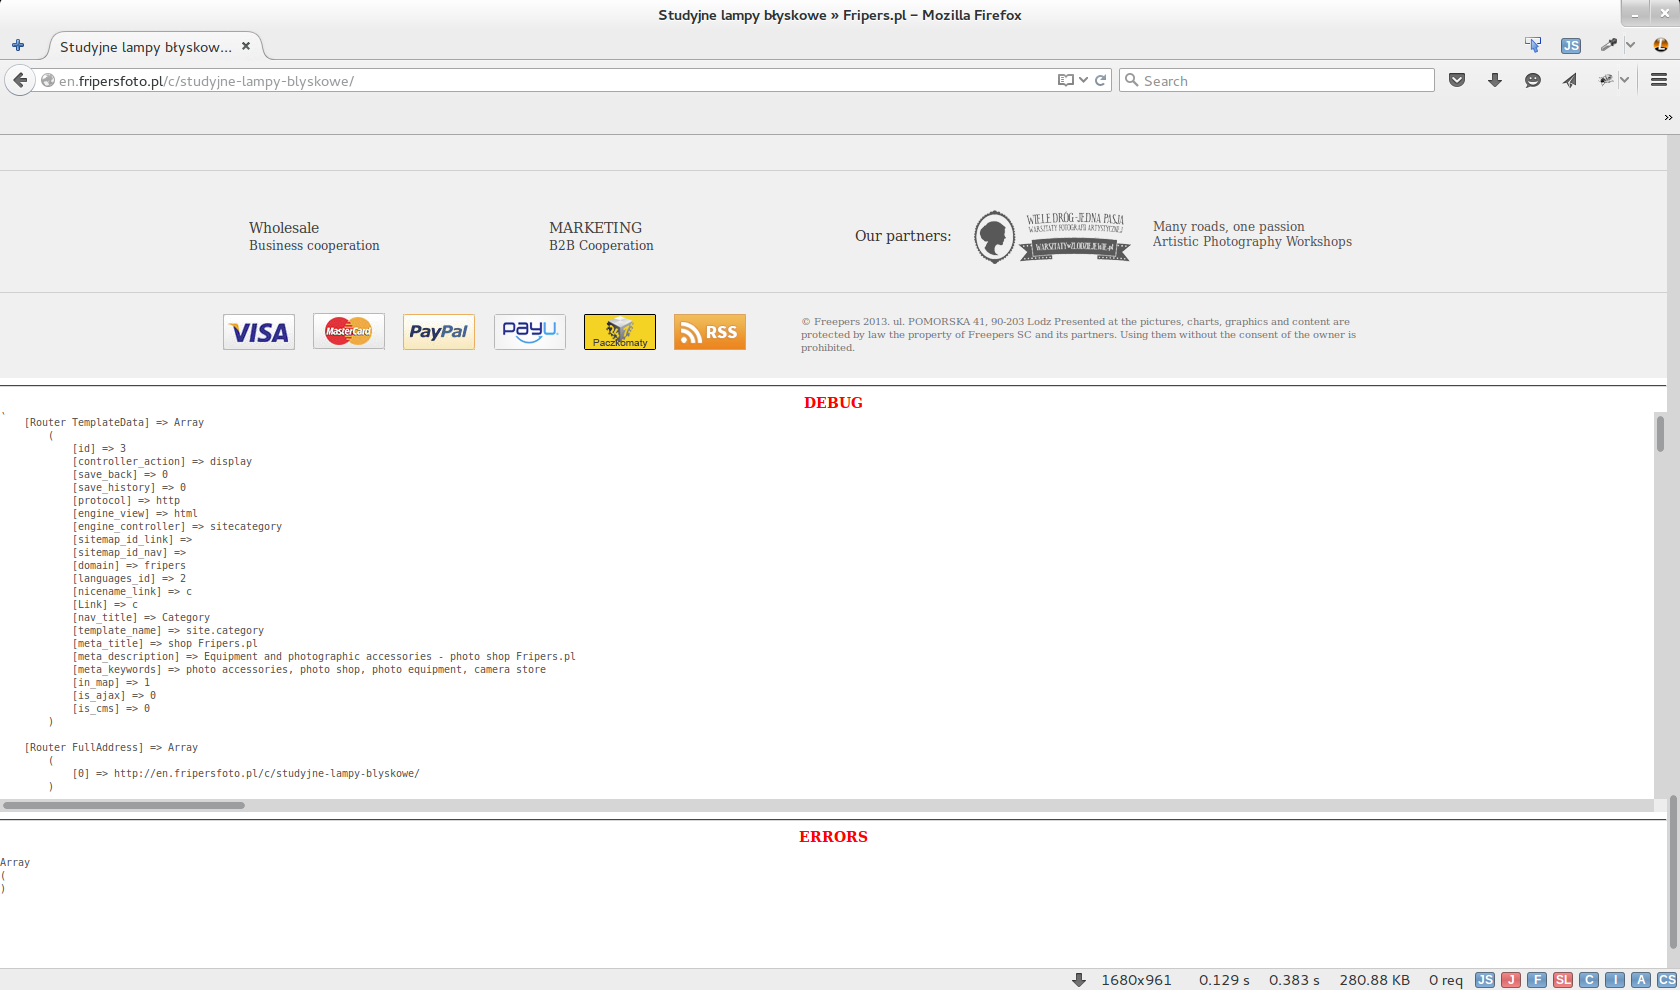 Studyjne lampy błyskowe » Fripers.pl – Mozilla Firefox
Studyjne lampy błyskow...
JS
en.fripersfoto.pl/c/studyjne-lampy-blyskowe/
Search
»
Wholesale
Business cooperation
MARKETING
B2B Cooperation
Our partners:
WIELE DRÓG-JEDNA PASJA
WARSZTATY FOTOGRAFII ARTYSTYCZNEJ
WARSZTATYwZLODZIEJEWIE.pl
Many roads, one passion
Artistic Photography Workshops
VISA
MasterCard
PayPal
PayU
Paczkomaty
RSS
© Freepers 2013. ul. POMORSKA 41, 90-203 Lodz Presented at the pictures, charts, graphics and content are
protected by law the property of Freepers SC and its partners. Using them without the consent of the owner is
prohibited.
DEBUG
`
[Router TemplateData] => Array
(
[id] => 3
[controller_action] => display
[save_back] => 0
[save_history] => 0
[protocol] => http
[engine_view] => html
[engine_controller] => sitecategory
[sitemap_id_link] =>
[sitemap_id_nav] =>
[domain] => fripers
[languages_id] => 2
[nicename_link] => c
[Link] => c
[nav_title] => Category
[template_name] => site.category
[meta_title] => shop Fripers.pl
[meta_description] => Equipment and photographic accessories - photo shop Fripers.pl
[meta_keywords] => photo accessories, photo shop, photo equipment, camera store
[in_map] => 1
[is_ajax] => 0
[is_cms] => 0
)
[Router FullAddress] => Array
(
[0] => http://en.fripersfoto.pl/c/studyjne-lampy-blyskowe/
)
ERRORS
Array
(
)
1680x961 0.129 s 0.383 s 280.88 KB 0 req JS J F SL C I A CS